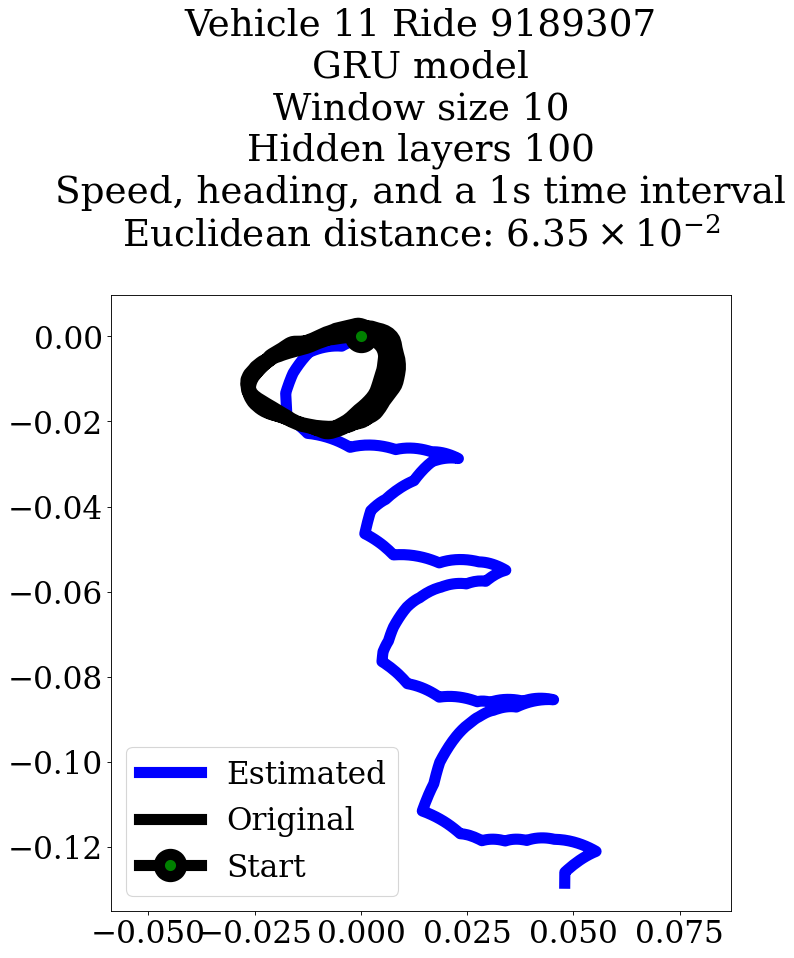 Vehicle 11 Ride 9189307
GRU model
Window size 10
Hidden layers 100
Speed, heading, and a 1s time interval
Euclidean distance: 6.35 × 10⁻²
0.00
−0.02
−0.04
−0.06
−0.08
−0.10
−0.12
Estimated
Original
Start
−0.050 −0.025 0.000 0.025 0.050 0.075